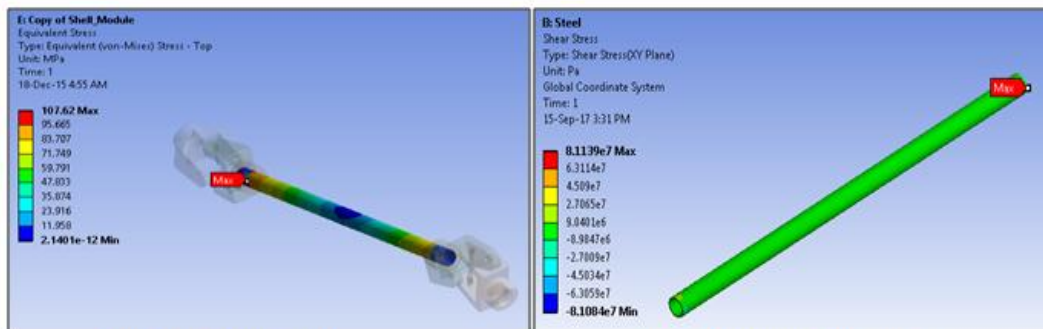 E: Copy of Shell_Module
Equivalent Stress
Type: Equivalent (von-Mises) Stress - Top
Unit: MPa
Time: 1
18-Dec-15 4:55 AM
107.62 Max
95.665
83.707
71.749
59.791
47.833
35.874
23.916
11.958
2.1401e-12 Min
Max
B: Steel
Shear Stress
Type: Shear Stress(XY Plane)
Unit: Pa
Global Coordinate System
Time: 1
15-Sep-17 3:31 PM
8.1139e7 Max
6.3114e7
4.509e7
2.7065e7
9.0401e6
-8.9847e6
-2.7009e7
-4.5034e7
-6.3059e7
-8.1084e7 Min
Max